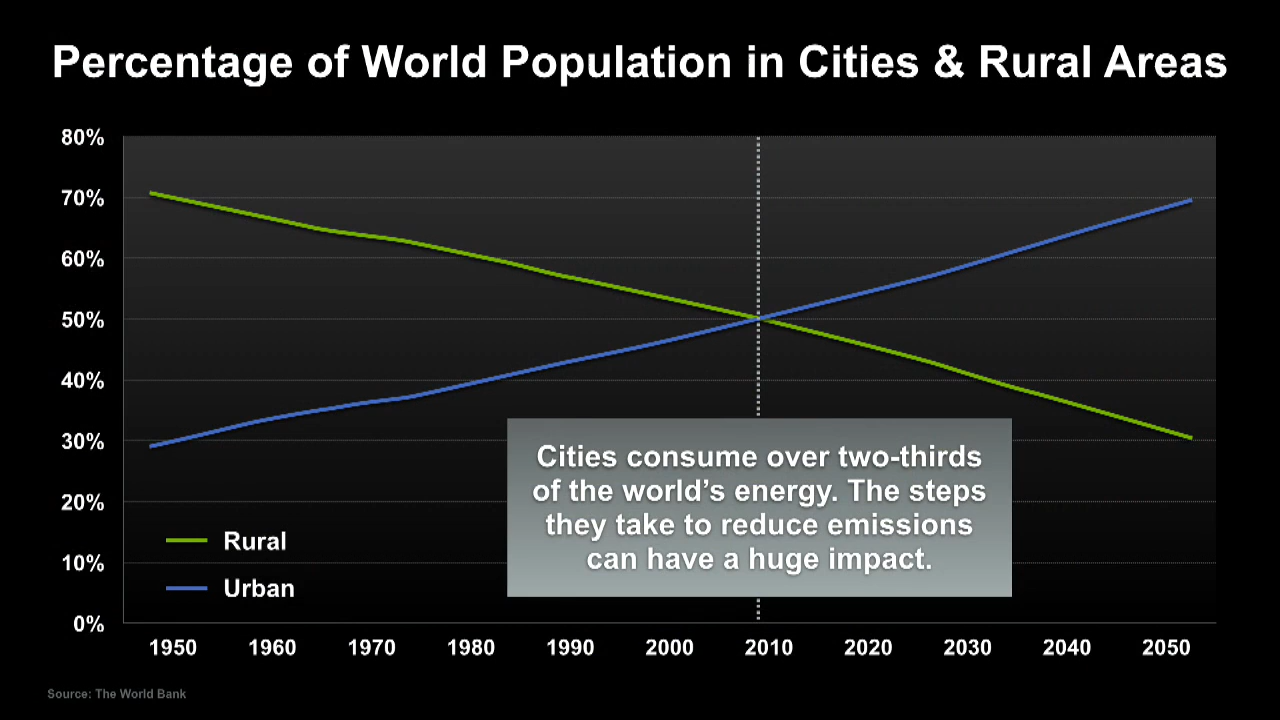 Percentage of World Population in Cities & Rural Areas
80%
70%
60%
50%
40%
30%
20%
10%
0%
Cities consume over two-thirds
of the world’s energy. The steps
they take to reduce emissions
can have a huge impact.
Rural
Urban
1950 1960 1970 1980 1990 2000 2010 2020 2030 2040 2050
Source: The World Bank